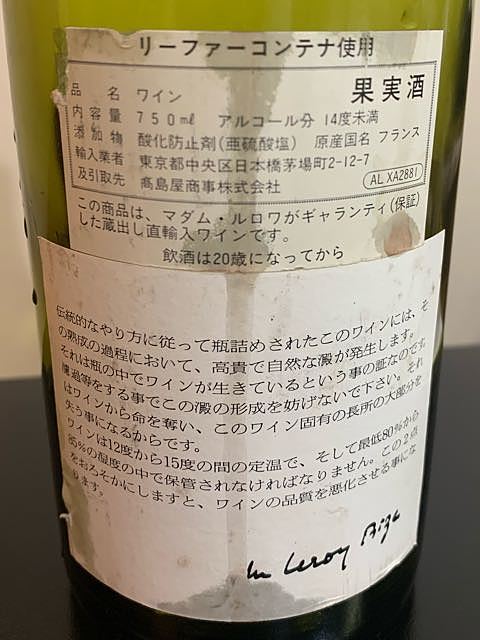 リーファーコンテナ使用
果実酒
品 名 ワイン
内容量 750mℓ アルコール分 14度未満
添加物 酸化防止剤(亜硫酸塩) 原産国名 フランス
輸入業者 東京都中央区日本橋茅場町2-12-7
及引取先 髙島屋商事株式会社
AL XA2881
この商品は、マダム・ルロワがギャランティ(保証)
した蔵出し直輸入ワインです。
飲酒は20歳になってから
伝統的なやり方に従って瓶詰めされたこのワインには、そ
の熟成の過程において、高貴で自然な澱が発生します。
それは瓶の中でワインが生きているという事の証なのです
濾過等をする事でこの澱の形成を妨げないで下さい。それ
はワインから命を奪い、このワイン固有の長所の大部分を
失う事になるからです。
ワインは12度から15度の間の定温で、そして最低80%から
85%の湿度の中で保管されなければなりません。この2点
をおろそかにしますと、ワインの品質を悪化させる事にな
ります。
Leroy Bize